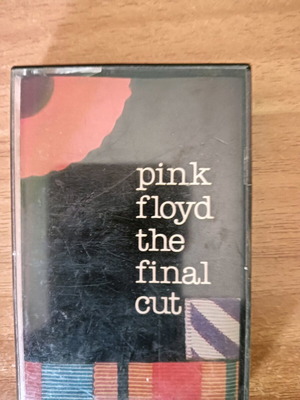 pink
floyd
the
final
cut